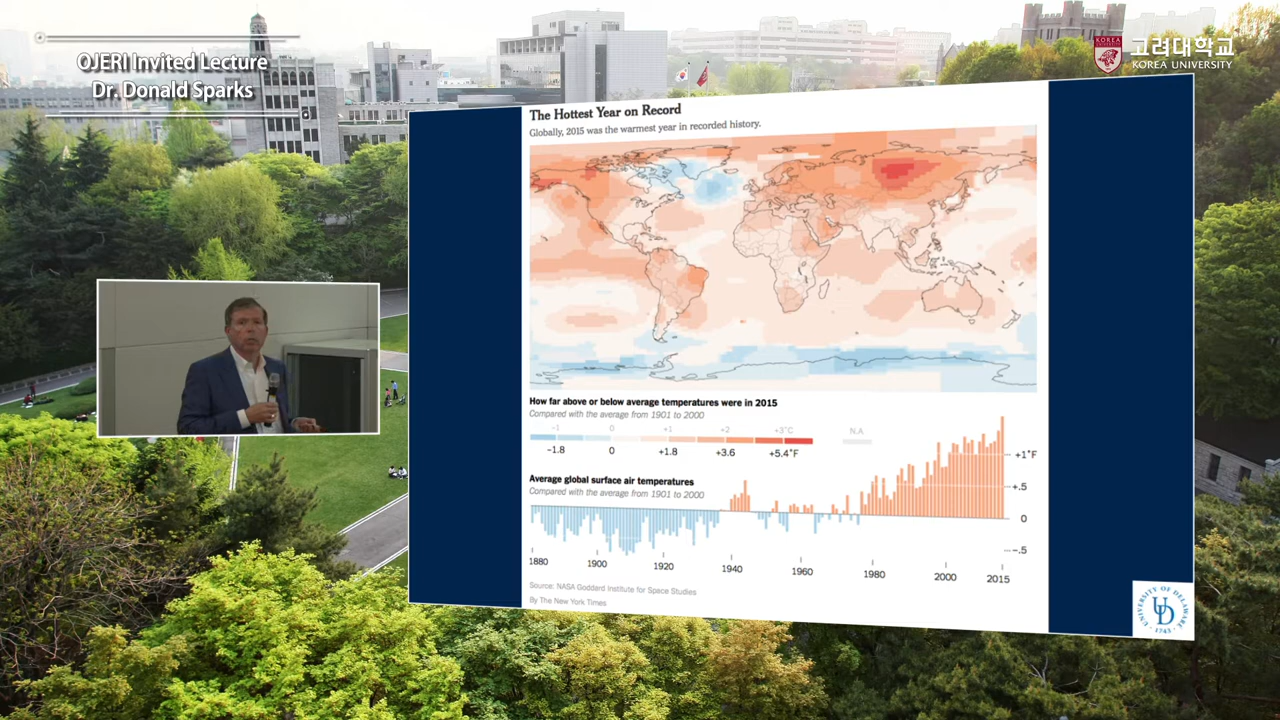 OJERI Invited Lecture
Dr. Donald Sparks
KOREA
UNIVERSITY
고려대학교
KOREA UNIVERSITY
The Hottest Year on Record
Globally, 2015 was the warmest year in recorded history.
How far above or below average temperatures were in 2015
Compared with the average from 1901 to 2000
-1 0 +1 +2 +3°C N.A
-1.8 0 +1.8 +3.6 +5.4°F
Average global surface air temperatures
Compared with the average from 1901 to 2000
+1°F
+.5
0
-.5
1880 1900 1920 1940 1960 1980 2000 2015
Source: NASA Goddard Institute for Space Studies
By The New York Times
UNIVERSITY OF DELAWARE
UD
1743